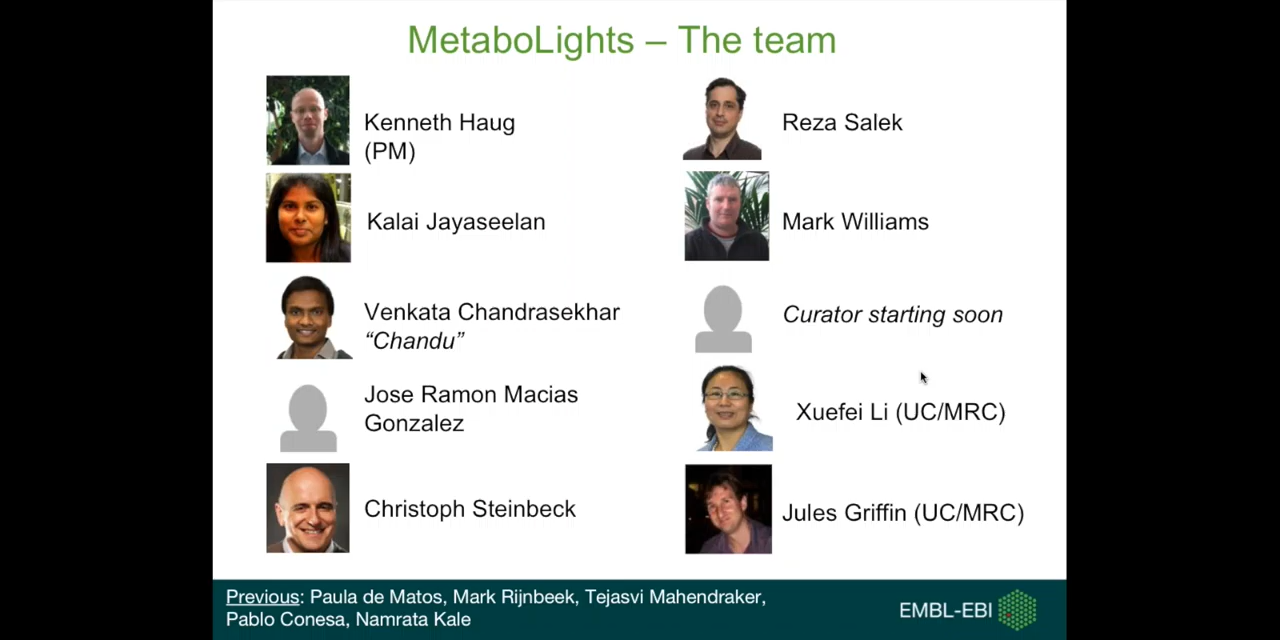 MetaboLights – The team
Kenneth Haug
(PM)
Kalai Jayaseelan
Venkata Chandrasekhar
“Chandu”
Jose Ramon Macias
Gonzalez
Christoph Steinbeck
Reza Salek
Mark Williams
Curator starting soon
Xuefei Li (UC/MRC)
Jules Griffin (UC/MRC)
Previous: Paula de Matos, Mark Rijnbeek, Tejasvi Mahendraker,
Pablo Conesa, Namrata Kale
EMBL-EBI